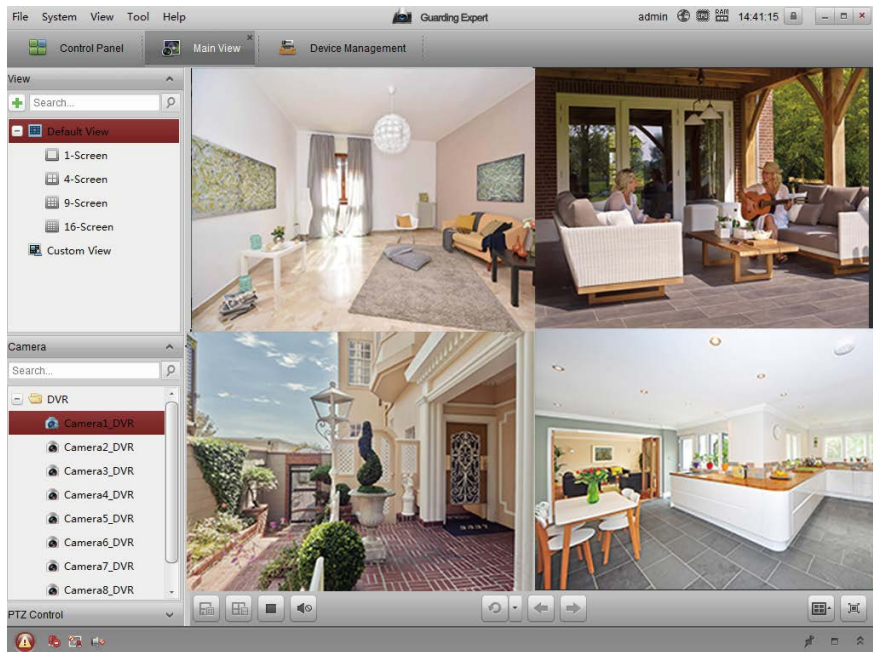 File System View Tool Help Guarding Expert admin 14:41:15
Control Panel Main View Device Management
View
Search...
Default View
1-Screen
4-Screen
9-Screen
16-Screen
Custom View
Camera
Search...
DVR
Camera1_DVR
Camera2_DVR
Camera3_DVR
Camera4_DVR
Camera5_DVR
Camera6_DVR
Camera7_DVR
Camera8_DVR
PTZ Control